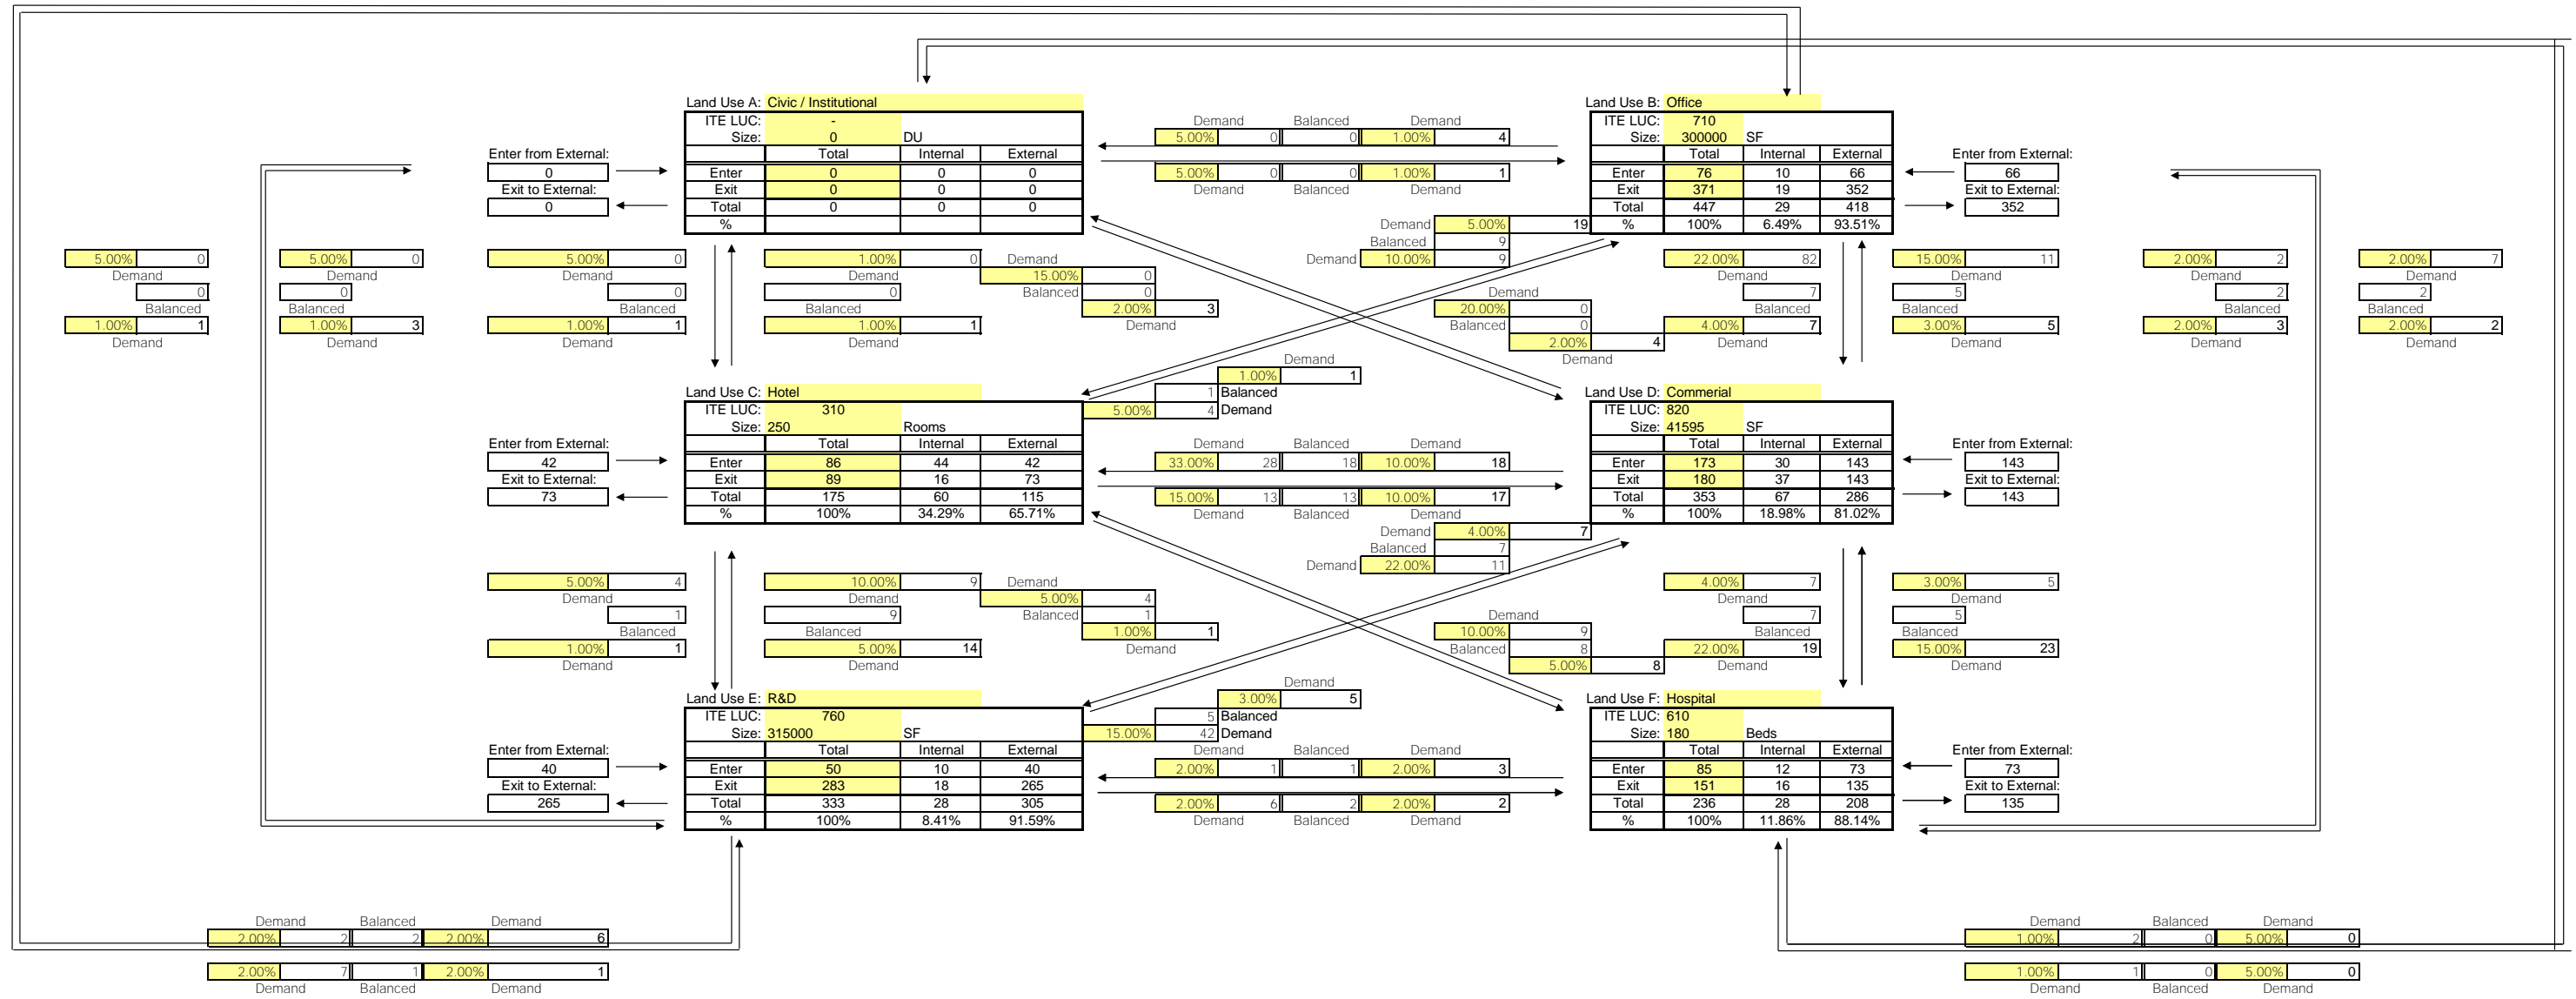 Land Use A: Civic / Institutional
ITE LUC: -
Size: 0 DU
Total Internal External
Enter 0 0 0
Exit 0 0 0
Total 0 0 0
%
Enter from External:
0
Exit to External:
0
Demand Balanced Demand
5.00% 0 0 1.00% 4
5.00% 0 0 1.00% 1
Demand Balanced Demand
Land Use B: Office
ITE LUC: 710
Size: 300000 SF
Total Internal External
Enter 76 10 66
Exit 371 19 352
Total 447 29 418
% 100% 6.49% 93.51%
Enter from External:
66
Exit to External:
352
5.00% 0
Demand
0
Balanced
1.00% 1
Demand
5.00% 0
Demand
0
Balanced
1.00% 3
Demand
5.00% 0
Demand
0
Balanced
1.00% 1
Demand
1.00% 0
Demand
0
Balanced
1.00% 1
Demand
Demand
15.00% 0
Balanced 0
2.00% 3
Demand
Demand 5.00% 19
Balanced 9
Demand 10.00% 9
Demand
20.00% 0
Balanced 0
2.00% 4
Demand
22.00% 82
Demand
7
Balanced
4.00% 7
Demand
15.00% 11
Demand
5
Balanced
3.00% 5
Demand
2.00% 2
Demand
2
Balanced
2.00% 3
Demand
2.00% 7
Demand
2
Balanced
2.00% 2
Demand
Demand
1.00% 1
1 Balanced
5.00% 4 Demand
Land Use C: Hotel
ITE LUC: 310
Size: 250 Rooms
Total Internal External
Enter 86 44 42
Exit 89 16 73
Total 175 60 115
% 100% 34.29% 65.71%
Enter from External:
42
Exit to External:
73
Demand Balanced Demand
33.00% 28 18 10.00% 18
15.00% 13 13 10.00% 17
Demand Balanced Demand
Land Use D: Commerial
ITE LUC: 820
Size: 41595 SF
Total Internal External
Enter 173 30 143
Exit 180 37 143
Total 353 67 286
% 100% 18.98% 81.02%
Enter from External:
143
Exit to External:
143
5.00% 4
Demand
1
Balanced
1.00% 1
Demand
10.00% 9
Demand
9
Balanced
5.00% 14
Demand
Demand
5.00% 4
Balanced 1
1.00% 1
Demand
Demand 4.00% 7
Balanced 7
Demand 22.00% 11
Demand
10.00% 9
Balanced 8
5.00% 8
4.00% 7
Demand
7
Balanced
22.00% 19
Demand
3.00% 5
Demand
5
Balanced
15.00% 23
Demand
Demand
3.00% 5
5 Balanced
15.00% 42 Demand
Land Use E: R&D
ITE LUC: 760
Size: 315000 SF
Total Internal External
Enter 50 10 40
Exit 283 18 265
Total 333 28 305
% 100% 8.41% 91.59%
Enter from External:
40
Exit to External:
265
Demand Balanced Demand
2.00% 1 1 2.00% 3
2.00% 6 2 2.00% 2
Demand Balanced Demand
Land Use F: Hospital
ITE LUC: 610
Size: 180 Beds
Total Internal External
Enter 85 12 73
Exit 151 16 135
Total 236 28 208
% 100% 11.86% 88.14%
Enter from External:
73
Exit to External:
135
Demand Balanced Demand
2.00% 2 2 2.00% 6
2.00% 7 1 2.00% 1
Demand Balanced Demand
Demand Balanced Demand
1.00% 2 0 5.00% 0
1.00% 1 0 5.00% 0
Demand Balanced Demand